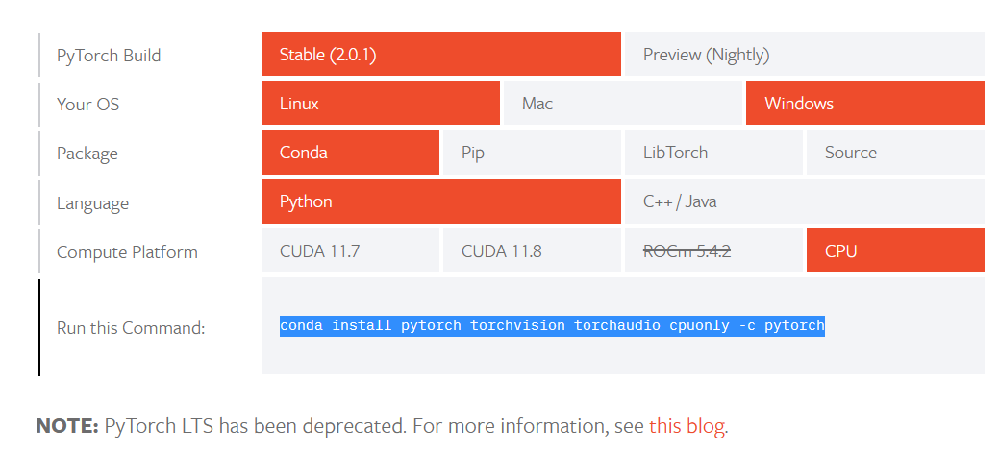 PyTorch Build Stable (2.0.1) Preview (Nightly)
Your OS Linux Mac Windows
Package Conda Pip LibTorch Source
Language Python C++ / Java
Compute Platform CUDA 11.7 CUDA 11.8 ROCm 5.4.2 CPU
Run this Command: conda install pytorch torchvision torchaudio cpuonly -c pytorch
NOTE: PyTorch LTS has been deprecated. For more information, see this blog.